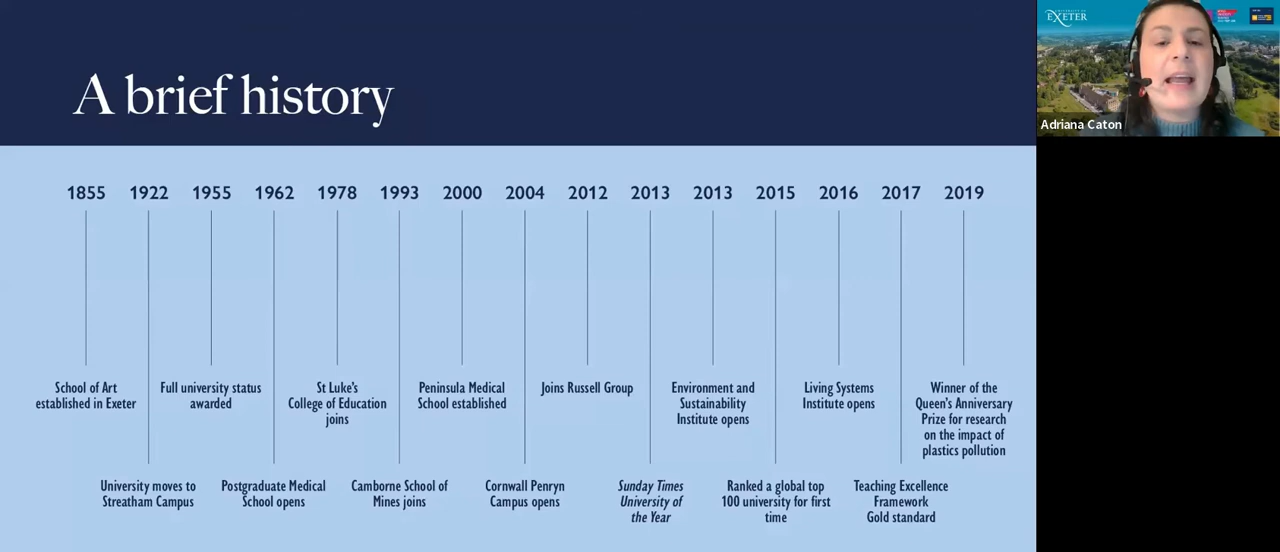 A brief history
1855 1922 1955 1962 1978 1993 2000 2004 2012 2013 2013 2015 2016 2017 2019
School of Art
established in Exeter
University moves to
Streatham Campus
Full university status
awarded
Postgraduate Medical
School opens
St Luke's
College of Education
joins
Camborne School of
Mines joins
Peninsula Medical
School established
Cornwall Penryn
Campus opens
Joins Russell Group
Sunday Times
University of
the Year
Environment and
Sustainability
Institute opens
Ranked a global top
100 university for first
time
Living Systems
Institute opens
Teaching Excellence
Framework
Gold standard
Winner of the
Queen's Anniversary
Prize for research
on the impact of
plastics pollution
UNIVERSITY OF
EXETER
Adriana Caton